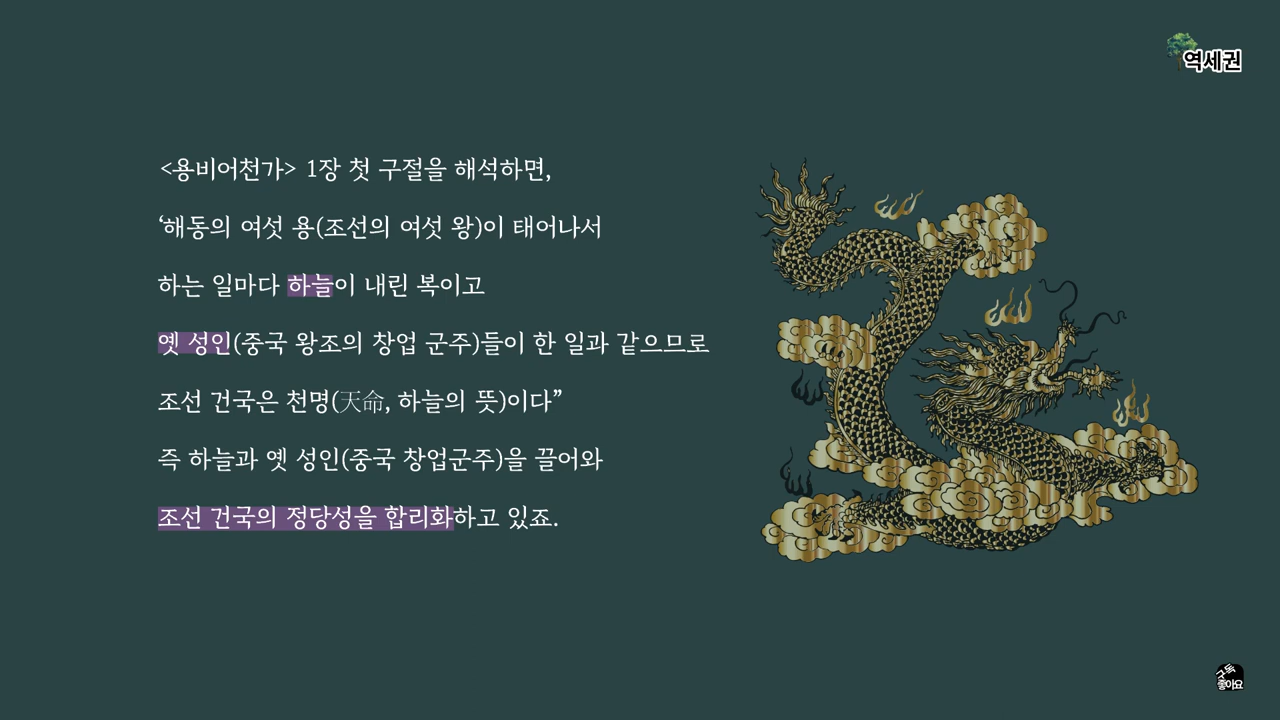 역세권
<용비어천가> 1장 첫 구절을 해석하면,
‘해동의 여섯 용(조선의 여섯 왕)이 태어나서
하는 일마다 하늘이 내린 복이고
옛 성인(중국 왕조의 창업 군주)들이 한 일과 같으므로
조선 건국은 천명(天命, 하늘의 뜻)이다”
즉 하늘과 옛 성인(중국 창업군주)을 끌어와
조선 건국의 정당성을 합리화하고 있죠.
구독
좋아요